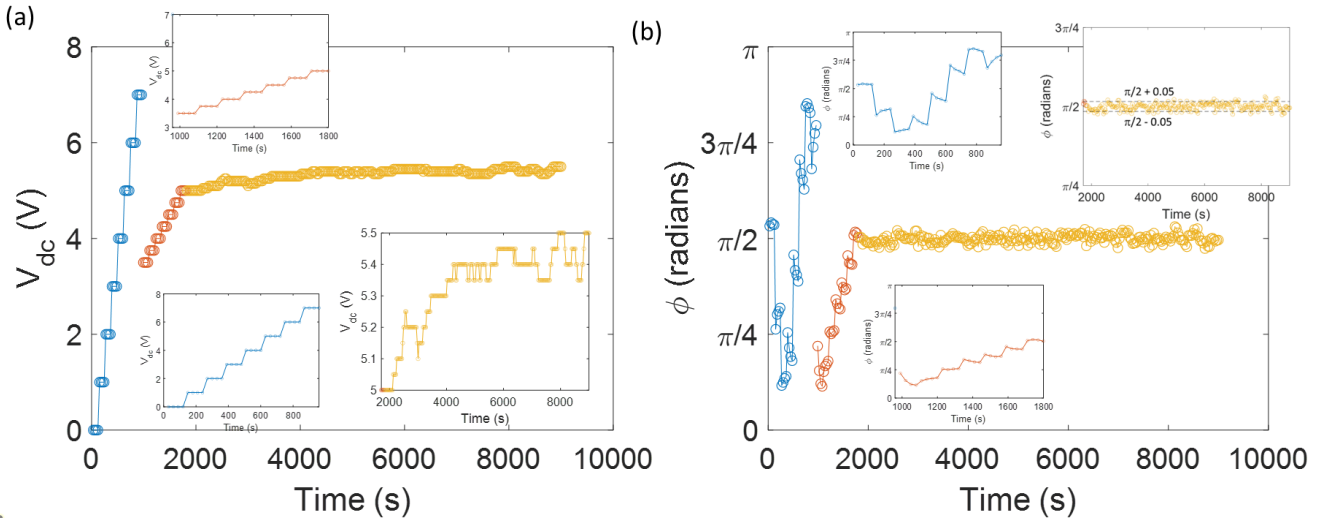 (a)
8
6
4
2
0
V_dc (V)
0 2000 4000 6000 8000 10000
Time (s)
7
6
5
4
3
V_dc (V)
1000 1200 1400 1600 1800
Time (s)
8
6
4
2
0
V_dc (V)
0 200 400 600 800
Time (s)
5.5
5.4
5.3
5.2
5.1
5
V_dc (V)
2000 4000 6000 8000
Time (s)
(b)
π
3π/4
π/2
π/4
0
ϕ (radians)
0 2000 4000 6000 8000 10000
Time (s)
π
3π/4
π/2
π/4
0
ϕ (radians)
0 200 400 600 800
Time (s)
3π/4
π/2
π/4
ϕ (radians)
π/2 + 0.05
π/2 - 0.05
2000 4000 6000 8000
Time (s)
π
3π/4
π/2
π/4
0
ϕ (radians)
1000 1200 1400 1600 1800
Time (s)